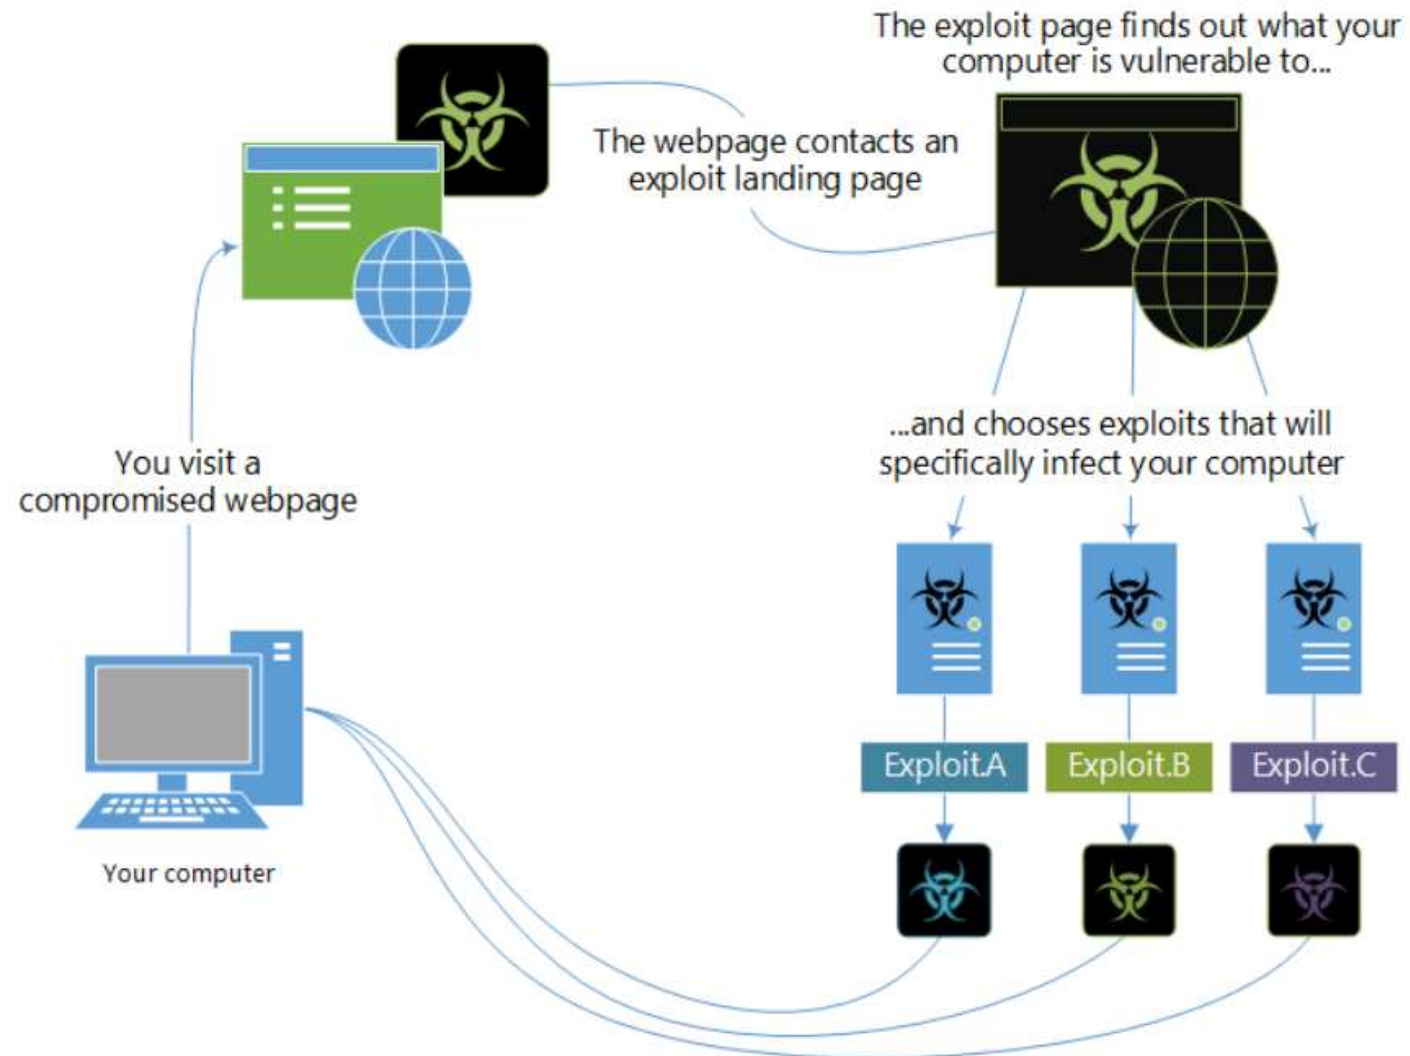 The exploit page finds out what your
computer is vulnerable to...
The webpage contacts an
exploit landing page
...and chooses exploits that will
specifically infect your computer
You visit a
compromised webpage
Exploit.A
Exploit.B
Exploit.C
Your computer